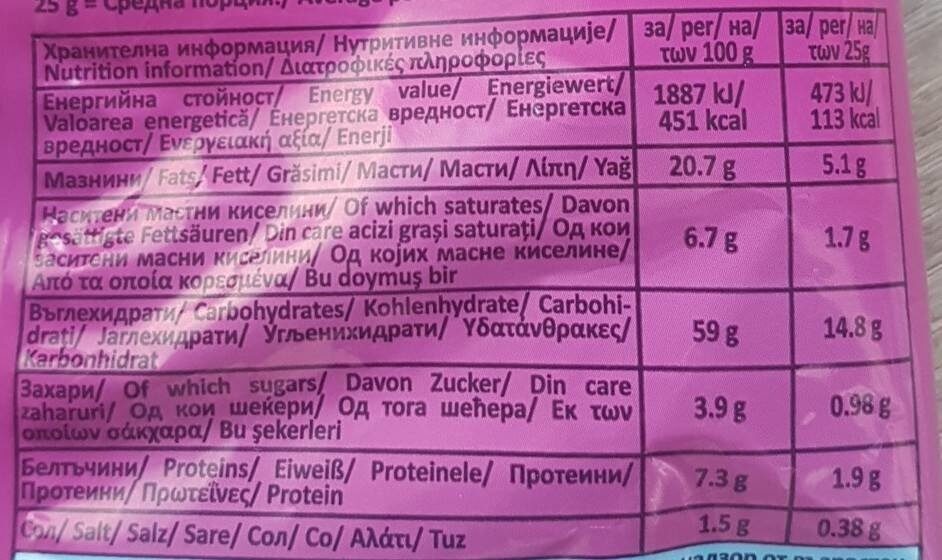 25 g = Средна
Хранителна информация/ Нутритивне информације/ за/ per/ на/ за/ per/ на/
Nutrition information/ Διατροφικές πληροφορίες των 100 g των 25g
Енергийна стойност/ Energy value/ Energiewert/ 1887 kJ/ 473 kJ/
Valoarea energetică/ Енергетска вредност/ Енергетска 451 kcal 113 kcal
вредност/ Ενεργειακή αξία/ Enerji
Мазнини/ Fats/ Fett/ Grăsimi/ Масти/ Масти/ Λίπη/ Yağ 20.7 g 5.1 g
Наситени мастни киселини/ Of which saturates/ Davon
gesättigte Fettsäuren/ Din care acizi grași saturați/ Од кои 6.7 g 1.7 g
заситени масни киселини/ Од којих масне киселине/
Από τα οποία κορεσμένα/ Bu doymuş bir
Въглехидрати/ Carbohydrates/ Kohlenhydrate/ Carbohi-
drați/ Јаглехидрати/ Угљенихидрати/ Υδατάνθρακες/ 59 g 14.8 g
Karbonhidrat
Захари/ Of which sugars/ Davon Zucker/ Din care
zaharuri/ Од кои шеќери/ Од тога шећера/ Εκ των 3.9 g 0.98 g
οποίων σάκχαρα/ Bu şekerleri
Белтъчини/ Proteins/ Eiweiß/ Proteinele/ Протеини/ 7.3 g 1.9 g
Протеини/ Πρωτεΐνες/ Protein
Сол/ Salt/ Salz/ Sare/ Сол/ Со/ Αλάτι/ Tuz 1.5 g 0.38 g